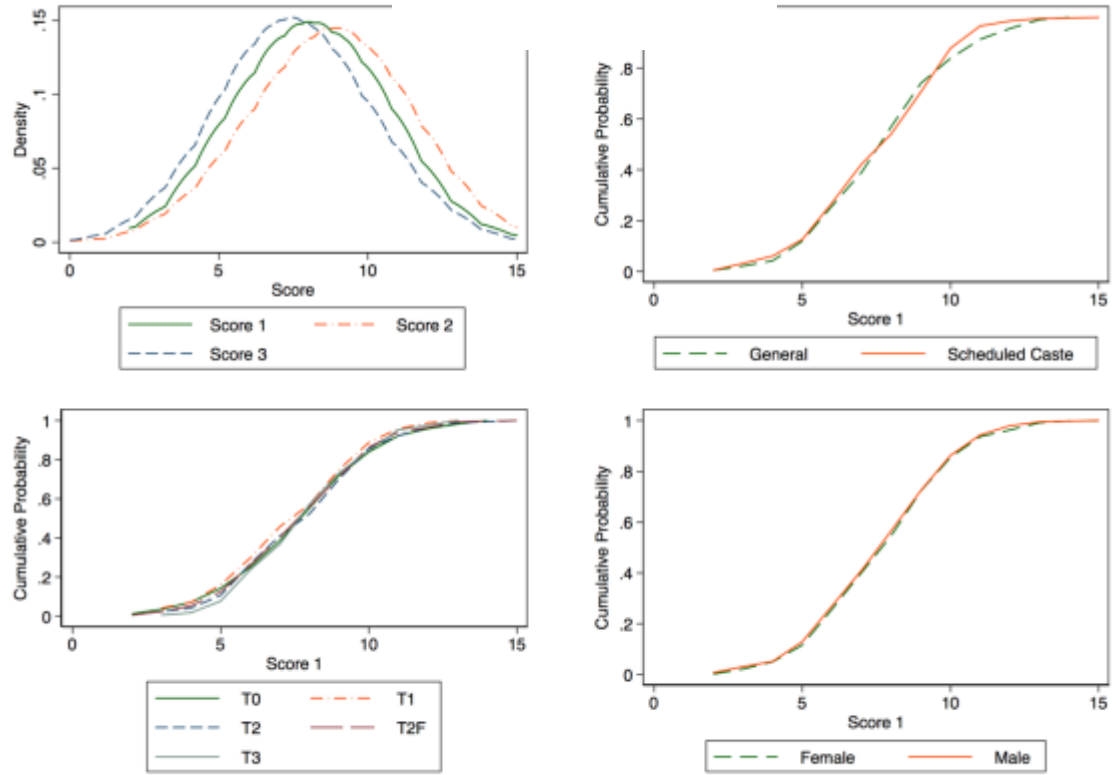 .15
.1
.05
0
Density
0 5 10 15
Score
Score 1 Score 2
Score 3
.8
.6
.4
.2
0
Cumulative Probability
0 5 10 15
Score 1
General Scheduled Caste
1
.8
.6
.4
.2
0
Cumulative Probability
0 5 10 15
Score 1
T0 T1
T2 T2F
T3
1
.8
.6
.4
.2
0
Cumulative Probability
0 5 10 15
Score 1
Female Male